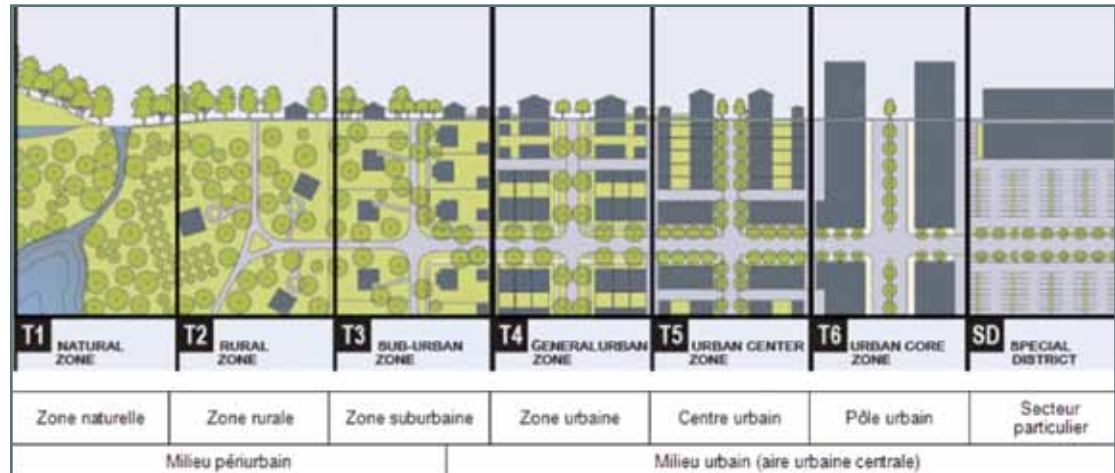 T1 NATURAL
ZONE
T2 RURAL
ZONE
T3 SUB-URBAN
ZONE
T4 GENERAL URBAN
ZONE
T5 URBAN CENTER
ZONE
T6 URBAN CORE
ZONE
SD SPECIAL
DISTRICT
Zone naturelle
Zone rurale
Zone suburbaine
Zone urbaine
Centre urbain
Pôle urbain
Secteur
particulier
Milieu périurbain
Milieu urbain (aire urbaine centrale)